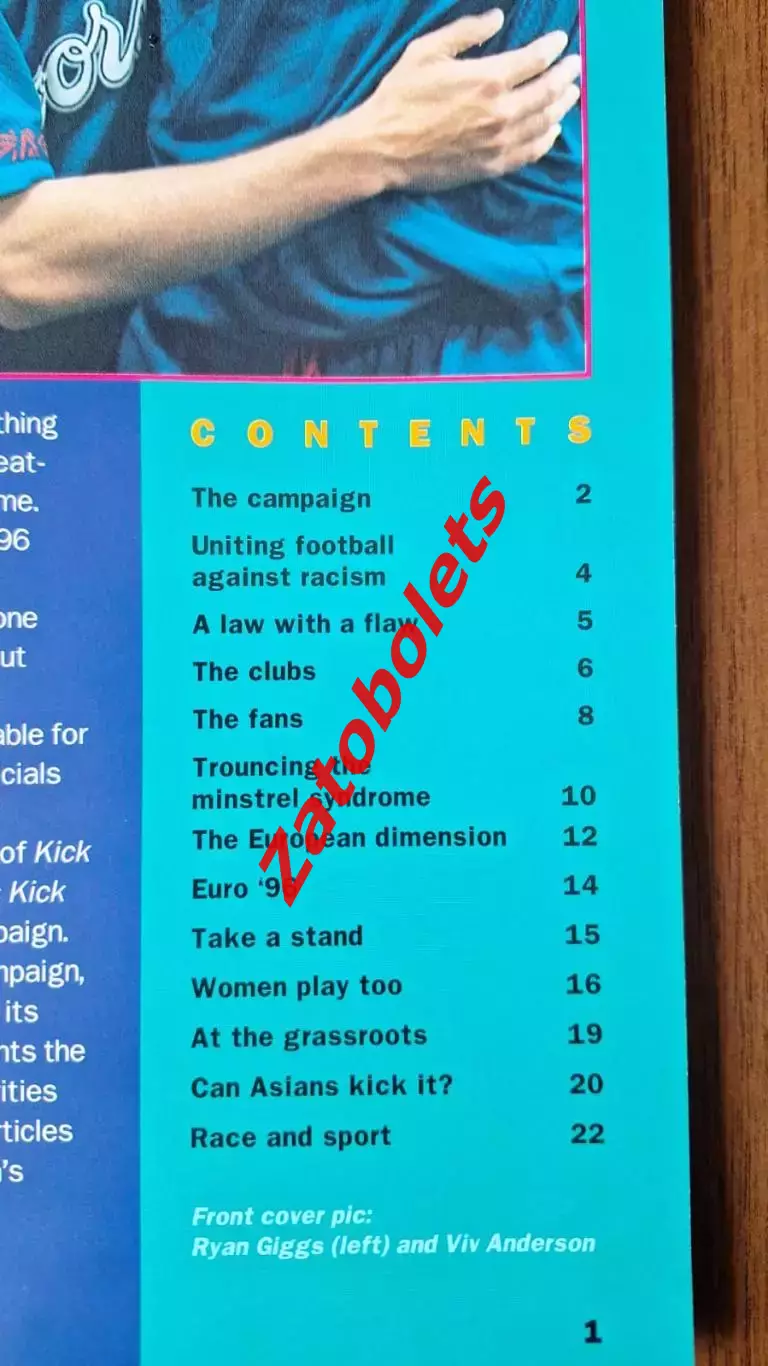 or!
thing
eat-
me.
96
one
ut
able for
cials
of Kick
Kick
paign.
npaign,
its
nts the
ities
rticles
's
CONTENTS
The campaign 2
Uniting football
against racism 4
A law with a flaw 5
The clubs 6
The fans 8
Trouncing the
minstrel syndrome 10
The European dimension 12
Euro '96 14
Take a stand 15
Women play too 16
At the grassroots 19
Can Asians kick it? 20
Race and sport 22
Front cover pic:
Ryan Giggs (left) and Viv Anderson
1
Zatobolets